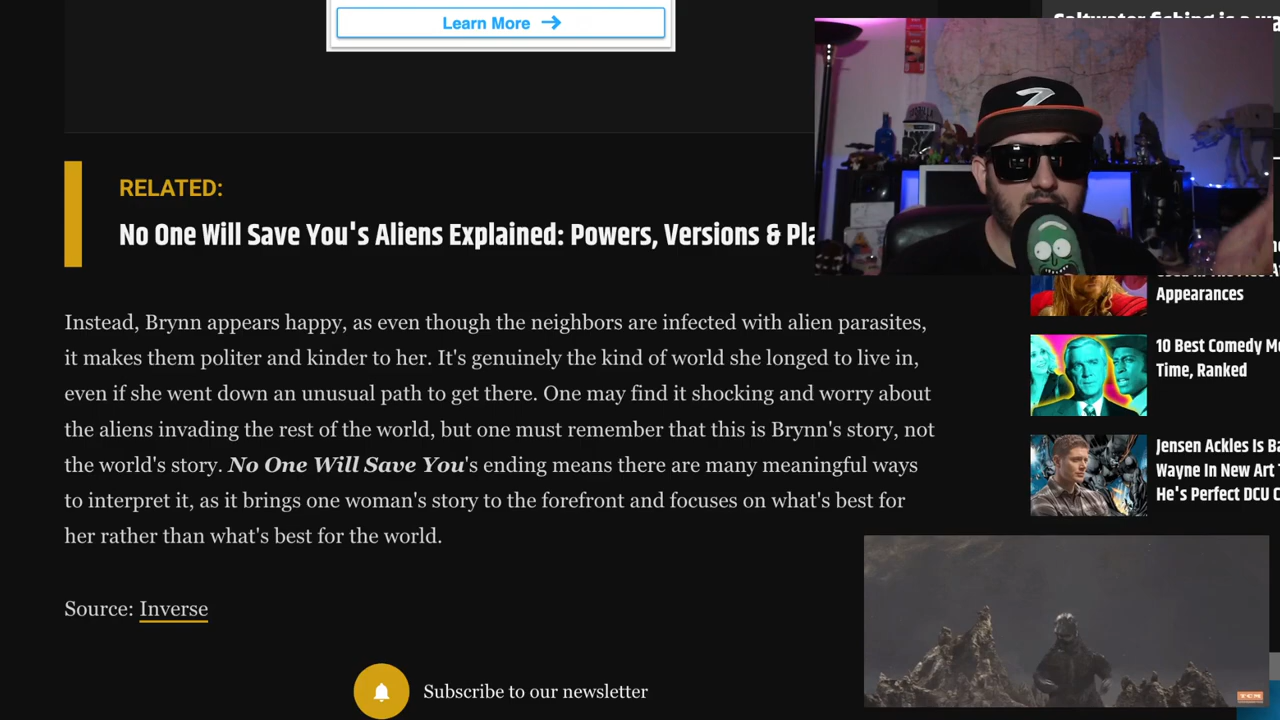 Learn More
RELATED:
No One Will Save You's Aliens Explained: Powers, Versions &
Instead, Brynn appears happy, as even though the neighbors are infected with alien parasites,
it makes them politer and kinder to her. It's genuinely the kind of world she longed to live in,
even if she went down an unusual path to get there. One may find it shocking and worry about
the aliens invading the rest of the world, but one must remember that this is Brynn's story, not
the world's story. No One Will Save You's ending means there are many meaningful ways
to interpret it, as it brings one woman's story to the forefront and focuses on what's best for
her rather than what's best for the world.
Source: Inverse
Subscribe to our newsletter
Saltwater fishing is a
Appearances
10 Best Comedy
Time, Ranked
Jensen Ackles Is
Wayne In New Art
He's Perfect DCU
TCM